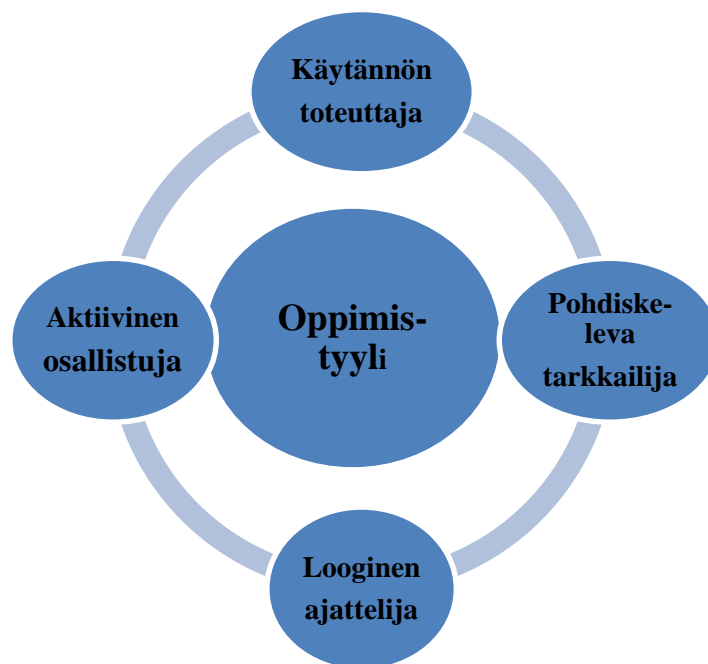 Käytännön
toteuttaja
Aktiivinen
osallistuja
Oppimis-
tyyli
Pohdiske-
leva
tarkkailija
Looginen
ajattelija